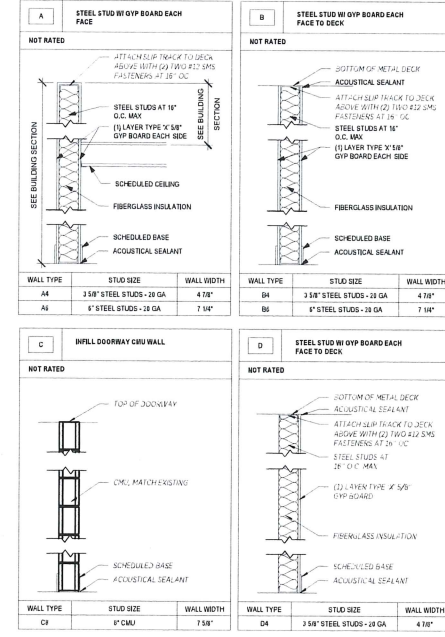 A
STEEL STUD W/ GYP BOARD EACH
FACE
NOT RATED
ATTACH SLIP TRACK TO DECK
ABOVE WITH (2) TWO #12 SMS
FASTENERS AT 16" OC
STEEL STUDS AT 16"
O.C. MAX
(1) LAYER TYPE 'X' 5/8"
GYP BOARD EACH SIDE
SCHEDULED CEILING
FIBERGLASS INSULATION
SCHEDULED BASE
ACOUSTICAL SEALANT
SEE BUILDING SECTION
SEE BUILDING
SECTION
WALL TYPE STUD SIZE WALL WIDTH
A4 3 5/8" STEEL STUDS - 20 GA 4 7/8"
A6 6" STEEL STUDS - 20 GA 7 1/4"
B
STEEL STUD W/ GYP BOARD EACH
FACE TO DECK
NOT RATED
BOTTOM OF METAL DECK
ACOUSTICAL SEALANT
ATTACH SLIP TRACK TO DECK
ABOVE WITH (2) TWO #12 SMS
FASTENERS AT 16" OC
STEEL STUDS AT 16"
O.C. MAX
(1) LAYER TYPE 'X' 5/8"
GYP BOARD EACH SIDE
FIBERGLASS INSULATION
SCHEDULED BASE
ACOUSTICAL SEALANT
WALL TYPE STUD SIZE WALL WIDTH
B4 3 5/8" STEEL STUDS - 20 GA 4 7/8"
B6 6" STEEL STUDS - 20 GA 7 1/4"
C
INFILL DOORWAY CMU WALL
NOT RATED
TOP OF DOORWAY
CMU, MATCH EXISTING
SCHEDULED BASE
ACOUSTICAL SEALANT
WALL TYPE STUD SIZE WALL WIDTH
C8 8" CMU 7 5/8"
D
STEEL STUD W/ GYP BOARD EACH
FACE TO DECK
NOT RATED
BOTTOM OF METAL DECK
ACOUSTICAL SEALANT
ATTACH SLIP TRACK TO DECK
ABOVE WITH (2) TWO #12 SMS
FASTENERS AT 16" OC
STEEL STUDS AT
16" O.C. MAX
(1) LAYER TYPE 'X' 5/8"
GYP BOARD
FIBERGLASS INSULATION
SCHEDULED BASE
ACOUSTICAL SEALANT
WALL TYPE STUD SIZE WALL WIDTH
D4 3 5/8" STEEL STUDS - 20 GA 4 7/8"